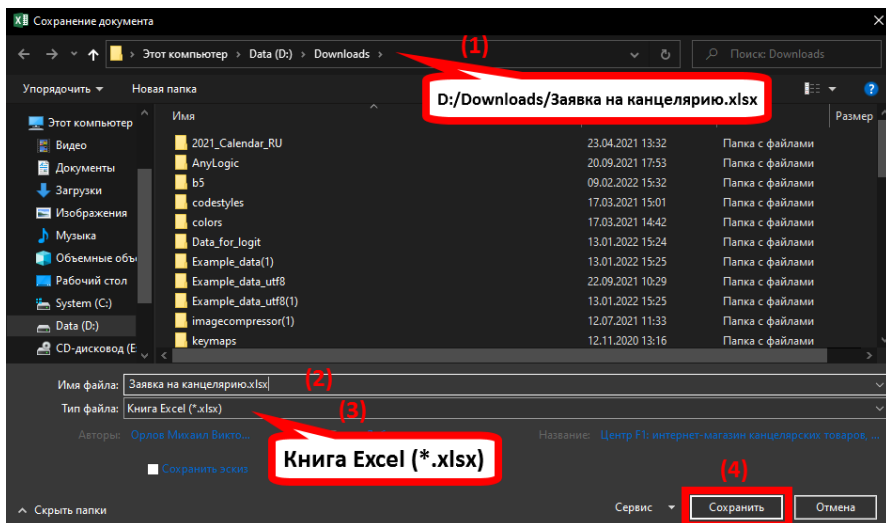 Сохранение документа
Этот компьютер › Data (D:) › Downloads ›
(1)
Поиск: Downloads
Упорядочить
Новая папка
D:/Downloads/Заявка на канцелярию.xlsx
Имя
Размер
Этот компьютер
Видео
Документы
Загрузки
Изображения
Музыка
Объемные объ
Рабочий стол
System (C:)
Data (D:)
CD-дисковод (E
2021_Calendar_RU 23.04.2021 13:32 Папка с файлами
AnyLogic 20.09.2021 17:53 Папка с файлами
b5 09.02.2022 15:32 Папка с файлами
codestyles 17.03.2021 15:01 Папка с файлами
colors 17.03.2021 14:42 Папка с файлами
Data_for_logit 13.01.2022 15:24 Папка с файлами
Example_data(1) 13.01.2022 15:25 Папка с файлами
Example_data_utf8 22.09.2021 10:29 Папка с файлами
Example_data_utf8(1) 13.01.2022 15:25 Папка с файлами
imagecompressor(1) 12.07.2021 11:33 Папка с файлами
keymaps 12.11.2020 13:16 Папка с файлами
Имя файла: Заявка на канцелярию.xlsx
(2)
Тип файла: Книга Excel (*.xlsx)
(3)
Авторы: Орлов Михаил Викто...
Название: Центр F1: интернет-магазин канцелярских товаров, ...
Книга Excel (*.xlsx)
Сохранить эскиз
(4)
Скрыть папки
Сервис
Сохранить
Отмена